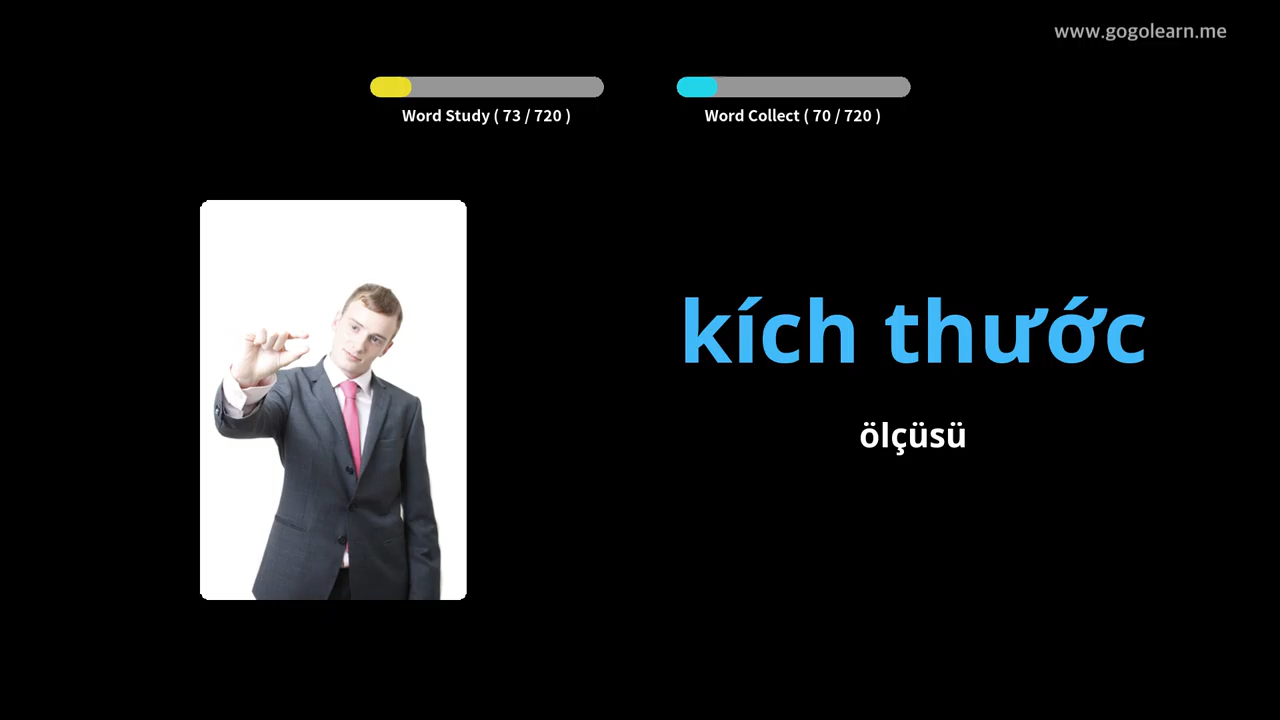 www.gogolearn.me
Word Study ( 73 / 720 )
Word Collect ( 70 / 720 )
kích thước
ölçüsü